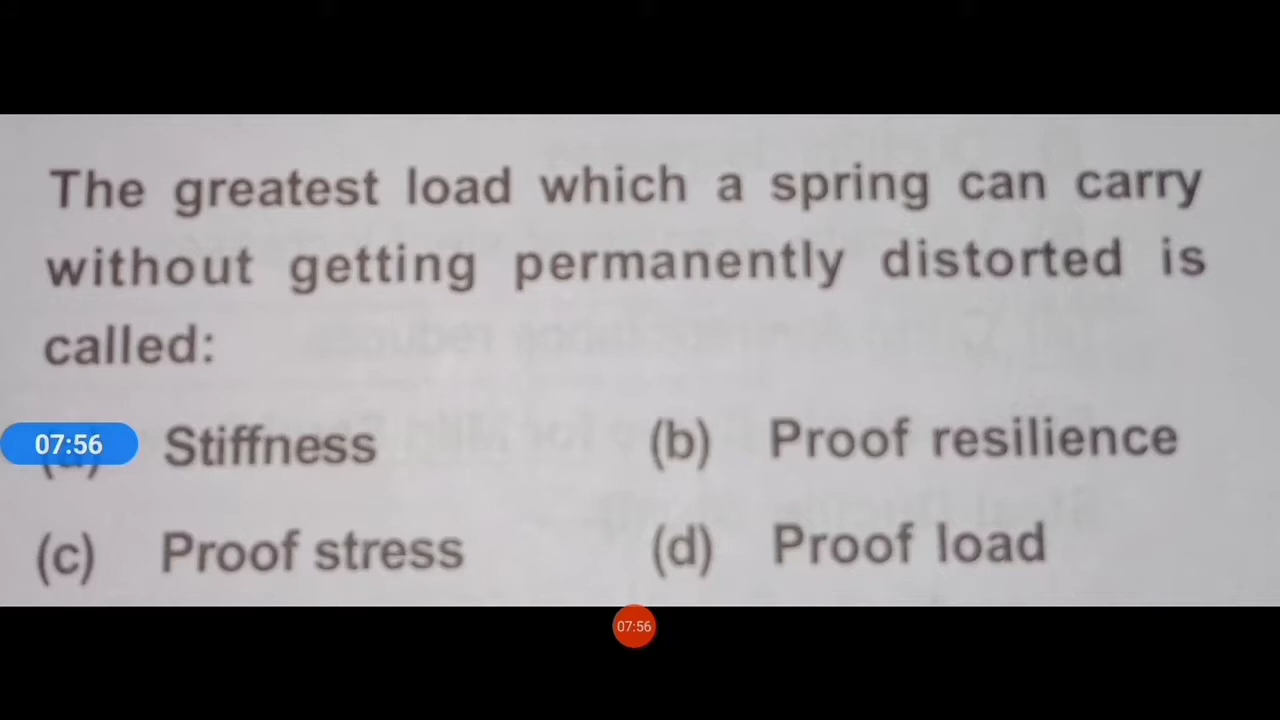 The greatest load which a spring can carry
without getting permanently distorted is
called:
07:56 Stiffness (b) Proof resilience
(c) Proof stress (d) Proof load
07:56